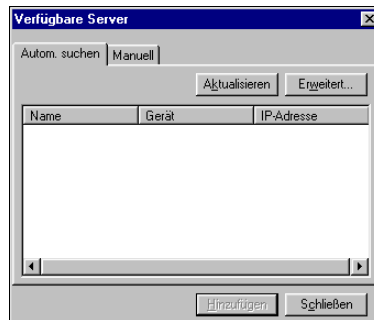 Verfügbare Server
Autom. suchen Manuell
Aktualisieren Erweitert...
Name Gerät IP-Adresse
Hinzufügen Schließen